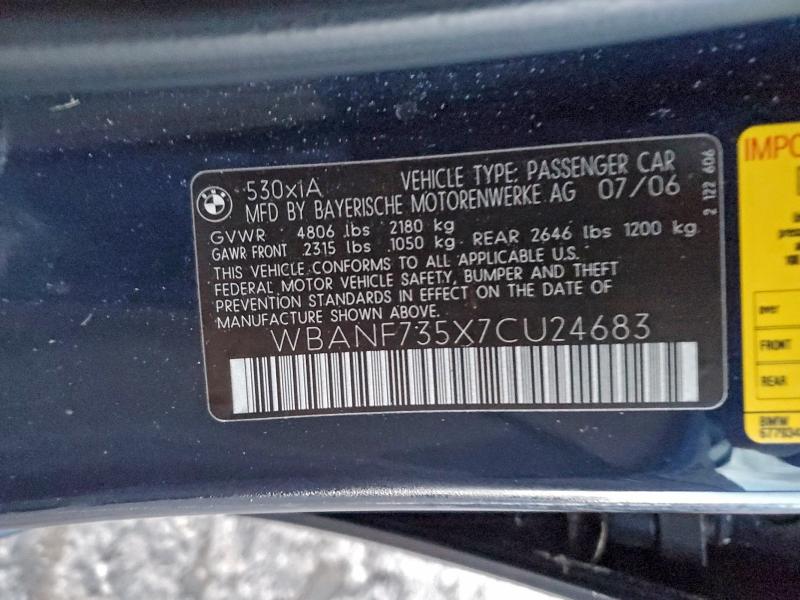 BMW
530xiA VEHICLE TYPE: PASSENGER CAR
MFD BY BAYERISCHE MOTORENWERKE AG 07/06
GVWR 4806 lbs 2180 kg
GAWR FRONT 2315 lbs 1050 kg. REAR 2646 lbs 1200 kg.
THIS VEHICLE CONFORMS TO ALL APPLICABLE U.S.
FEDERAL MOTOR VEHICLE SAFETY, BUMPER AND THEFT
PREVENTION STANDARDS IN EFFECT ON THE DATE OF
MANUFACTURE SHOWN ABOVE.
WBANF735X7CU24683
2 122 606
over
FRONT
REAR
BMW